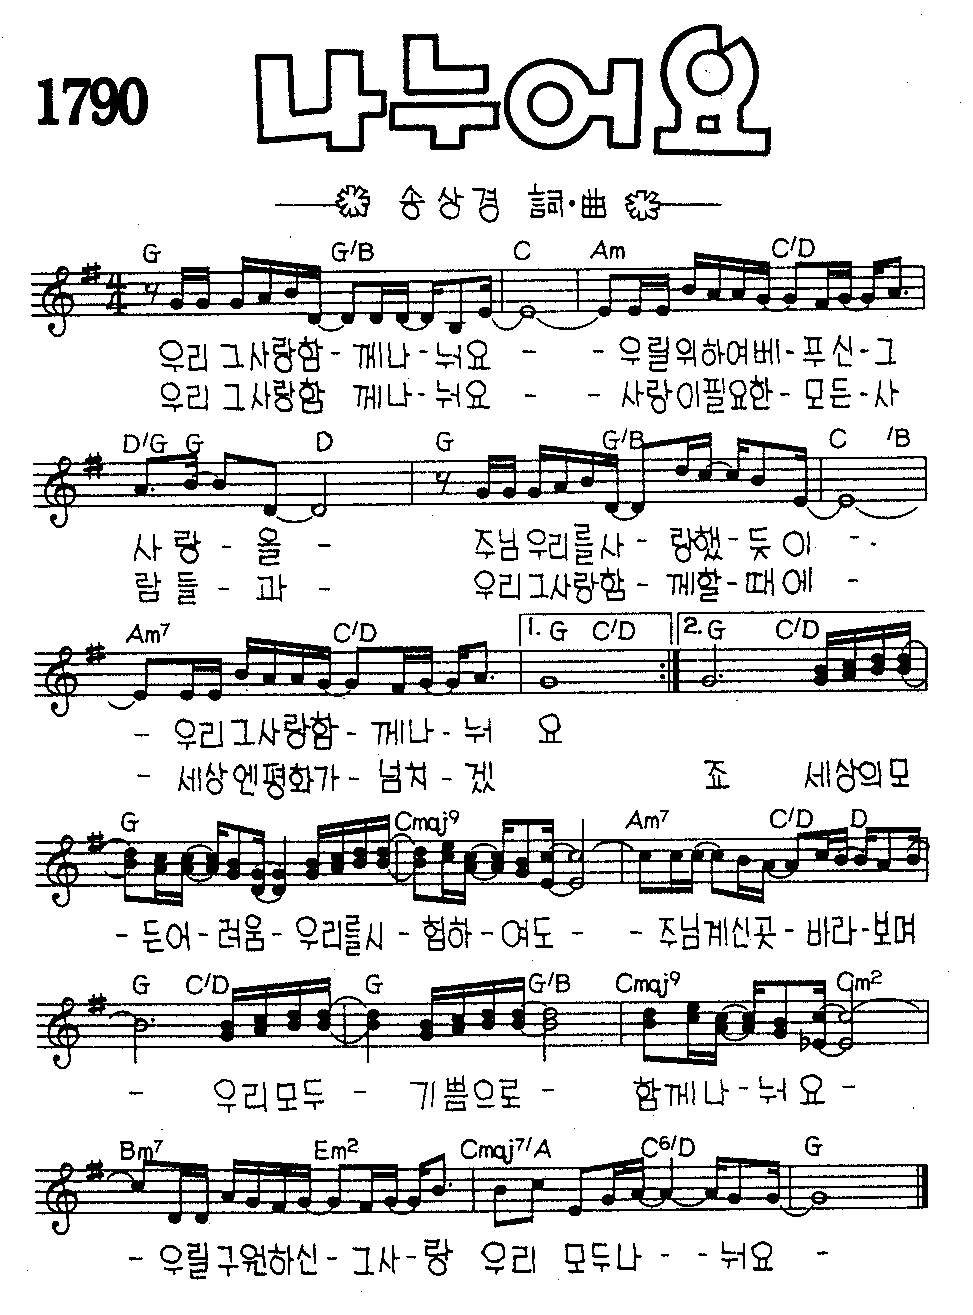 1790
나누어요
송상경 詞·曲
G G/B C Am C/D
우리 그사랑함- 께나-눠요 - - 우릴위하여베-푸신-그
우리 그사랑함 께나-눠요 - - 사랑이필요한-모든-사
D/G G D G G/B C /B
사랑-을- 주님우리를사-랑했-듯이 -
람들-과- 우리그사랑함-께할-때에 -
Am7 C/D 1. G C/D 2. G C/D
- 우리그사랑함-께나-눠 요
- 세상엔평화가-넘쳐-겠 죠 세상의모
G Cmaj9 Am7 C/D D
-든어-려움-우리를시-험하-여도- -주님계신곳-바라-보며
G C/D G G/B Cmaj9 Cm2
- 우리모두- 기쁨으로- 함께나-눠요-
Bm7 Em2 Cmaj7/A C6/D G
-우릴구원하신-그사-랑 우리 모두나- -눠요 -